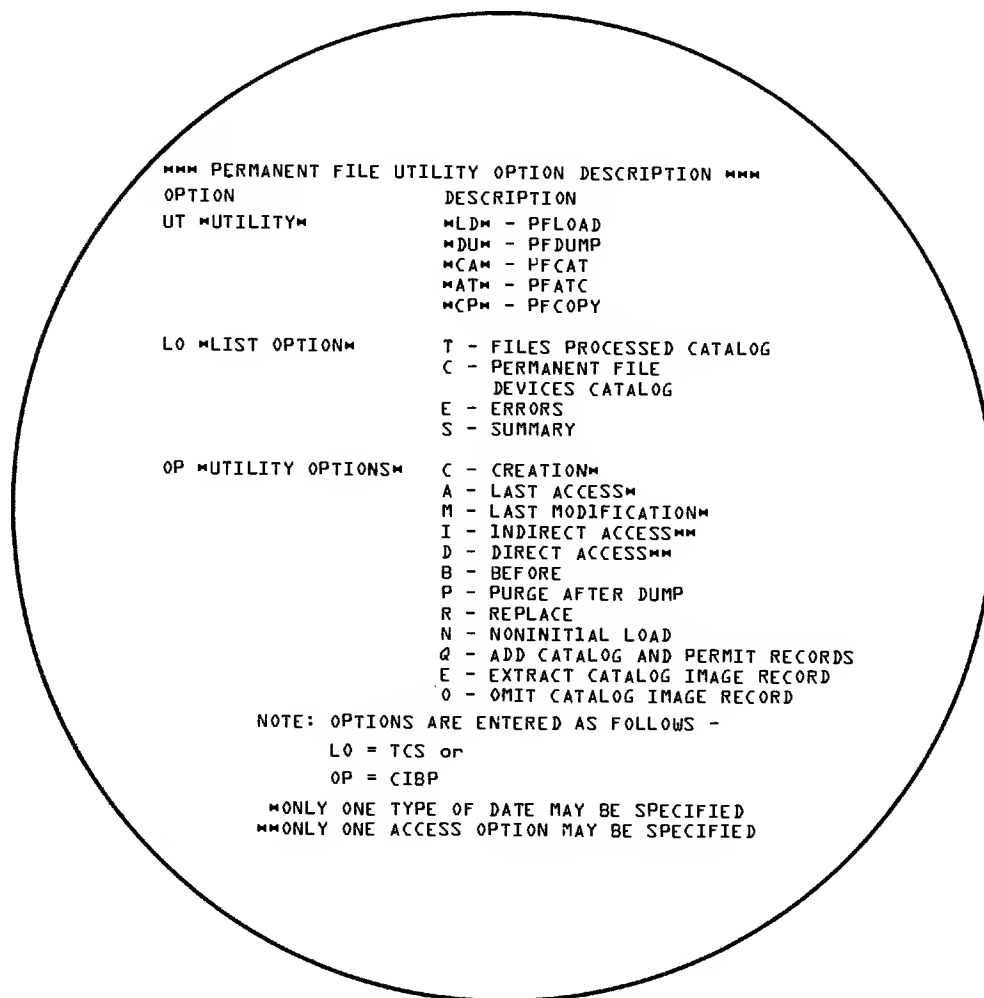 *** PERMANENT FILE UTILITY OPTION DESCRIPTION ***
OPTION DESCRIPTION
UT *UTILITY* *LD* - PFLOAD
*DU* - PFDUMP
*CA* - PFCAT
*AT* - PFATC
*CP* - PFCOPY
LO *LIST OPTION* T - FILES PROCESSED CATALOG
C - PERMANENT FILE
DEVICES CATALOG
E - ERRORS
S - SUMMARY
OP *UTILITY OPTIONS* C - CREATION*
A - LAST ACCESS*
M - LAST MODIFICATION*
I - INDIRECT ACCESS**
D - DIRECT ACCESS**
B - BEFORE
P - PURGE AFTER DUMP
R - REPLACE
N - NONINITIAL LOAD
Q - ADD CATALOG AND PERMIT RECORDS
E - EXTRACT CATALOG IMAGE RECORD
O - OMIT CATALOG IMAGE RECORD
NOTE: OPTIONS ARE ENTERED AS FOLLOWS -
LO = TCS or
OP = CIBP
*ONLY ONE TYPE OF DATE MAY BE SPECIFIED
**ONLY ONE ACCESS OPTION MAY BE SPECIFIED